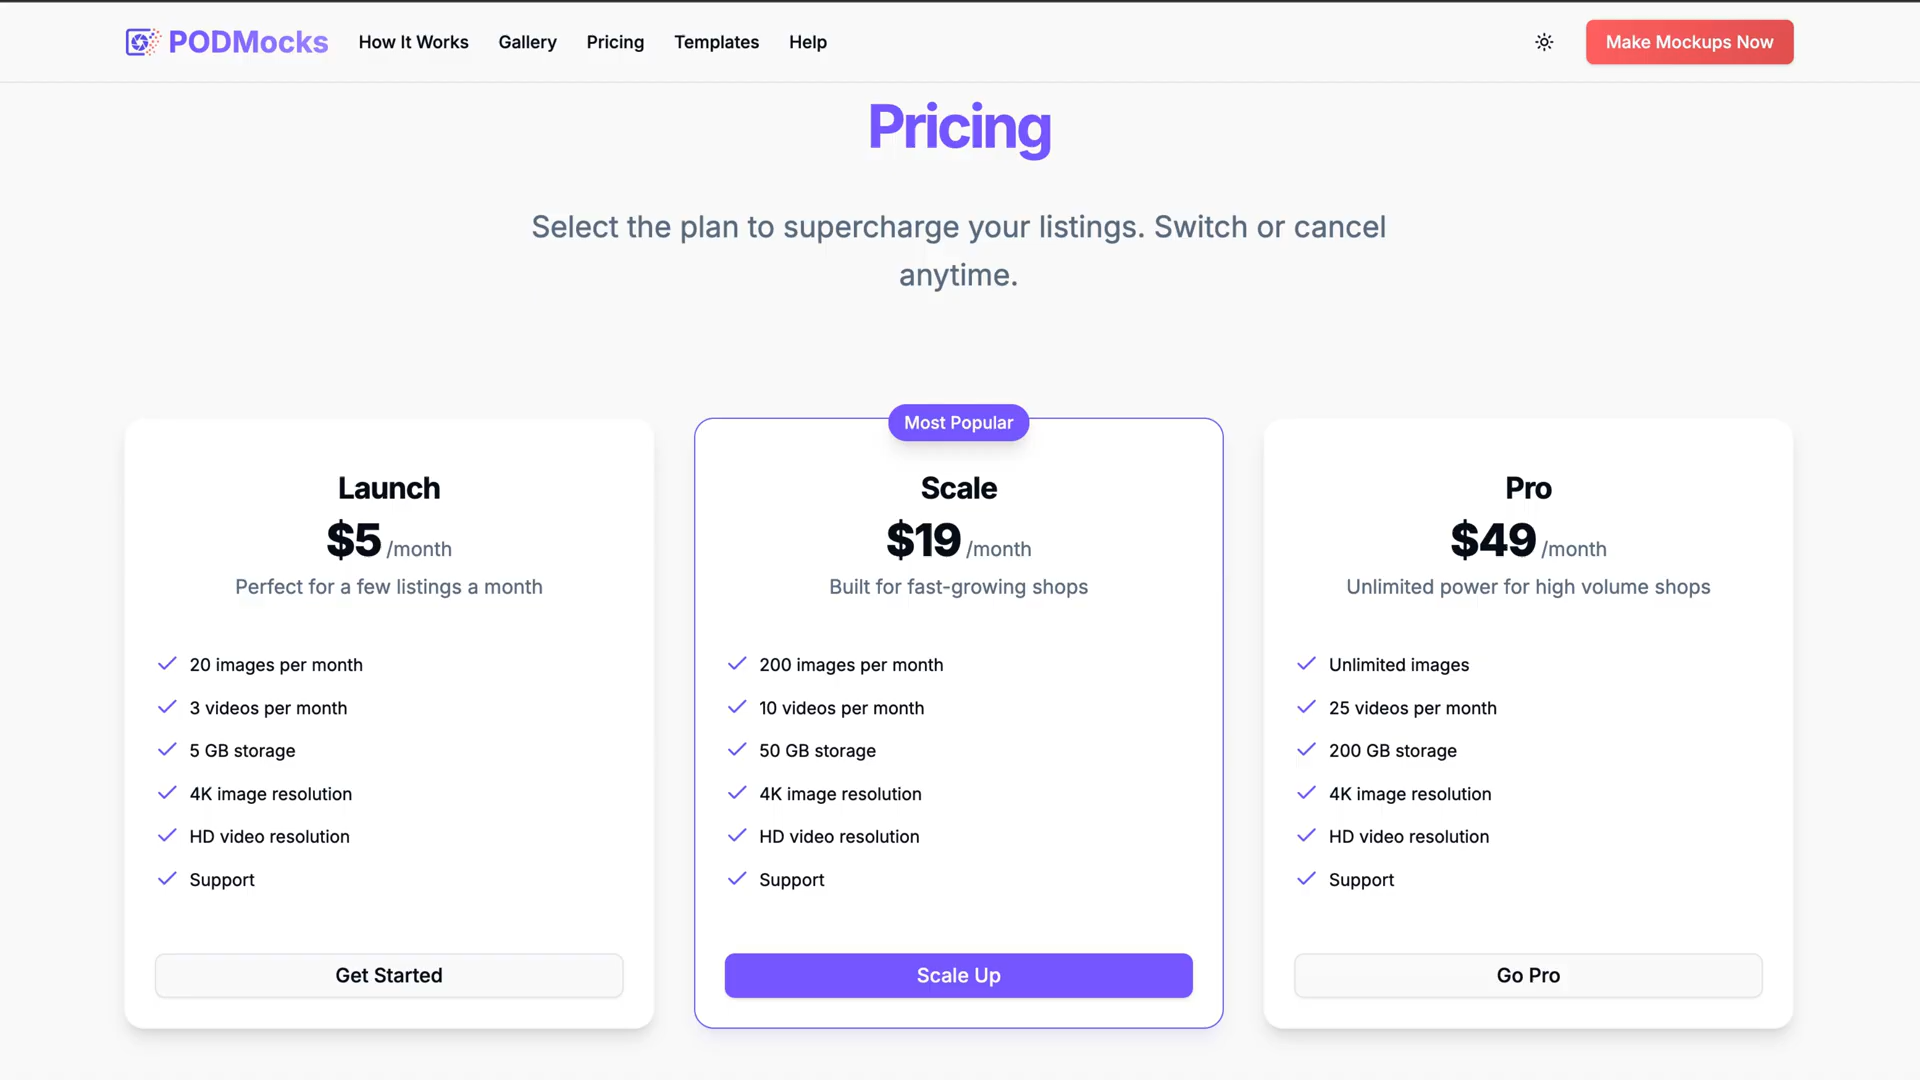 PODMocks
How It Works
Gallery
Pricing
Templates
Help
Make Mockups Now
Pricing
Select the plan to supercharge your listings. Switch or cancel
anytime.
Launch
$5 /month
Perfect for a few listings a month
20 images per month
3 videos per month
5 GB storage
4K image resolution
HD video resolution
Support
Get Started
Most Popular
Scale
$19 /month
Built for fast-growing shops
200 images per month
10 videos per month
50 GB storage
4K image resolution
HD video resolution
Support
Scale Up
Pro
$49 /month
Unlimited power for high volume shops
Unlimited images
25 videos per month
200 GB storage
4K image resolution
HD video resolution
Support
Go Pro